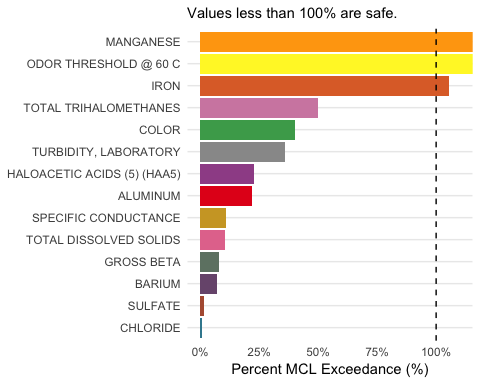 Values less than 100% are safe.
MANGANESE
ODOR THRESHOLD @ 60 C
IRON
TOTAL TRIHALOMETHANES
COLOR
TURBIDITY, LABORATORY
HALOACETIC ACIDS (5) (HAA5)
ALUMINUM
SPECIFIC CONDUCTANCE
TOTAL DISSOLVED SOLIDS
GROSS BETA
BARIUM
SULFATE
CHLORIDE
0% 25% 50% 75% 100%
Percent MCL Exceedance (%)